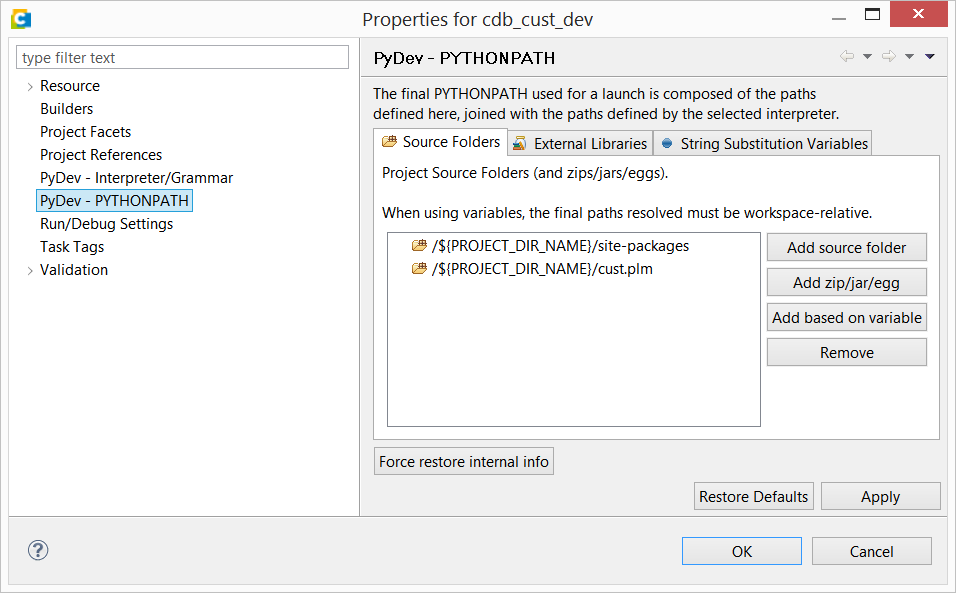 Properties for cdb_cust_dev
type filter text
Resource
Builders
Project Facets
Project References
PyDev - Interpreter/Grammar
PyDev - PYTHONPATH
Run/Debug Settings
Task Tags
Validation
PyDev - PYTHONPATH
The final PYTHONPATH used for a launch is composed of the paths
defined here, joined with the paths defined by the selected interpreter.
Source Folders
External Libraries
String Substitution Variables
Project Source Folders (and zips/jars/eggs).
When using variables, the final paths resolved must be workspace-relative.
/${PROJECT_DIR_NAME}/site-packages
/${PROJECT_DIR_NAME}/cust.plm
Add source folder
Add zip/jar/egg
Add based on variable
Remove
Force restore internal info
Restore Defaults
Apply
OK
Cancel